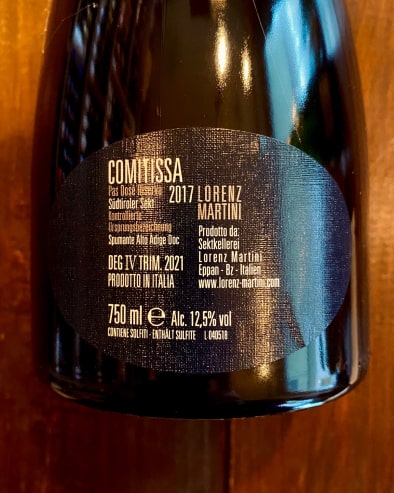 COMITISSA
Pas Dosé Riserva
Südtiroler Sekt
Kontrollierte
Ursprungsbezeichnung
Spumante Alto Adige Doc
DEG IV TRIM. 2021
PRODOTTO IN ITALIA
2017 LORENZ
MARTINI
Prodotto da:
Sektkellerei
Lorenz Martini
Eppan - Bz - Italien
www.lorenz-martini.com
750 ml e Alc. 12,5% vol
CONTIENE SOLFITI - ENTHÄLT SULFITE L 040518